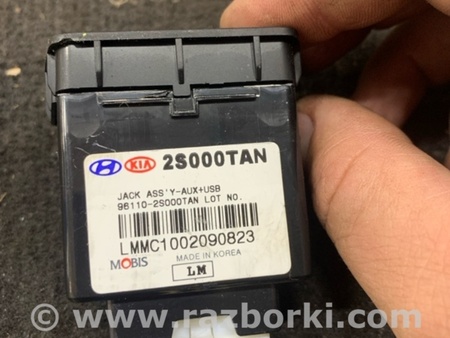 KIA 2S000TAN
JACK ASS'Y-AUX+USB
96110-2S000TAN LOT NO.
LMMC1002090823
MOBIS MADE IN KOREA
LM
© www.razborki.com